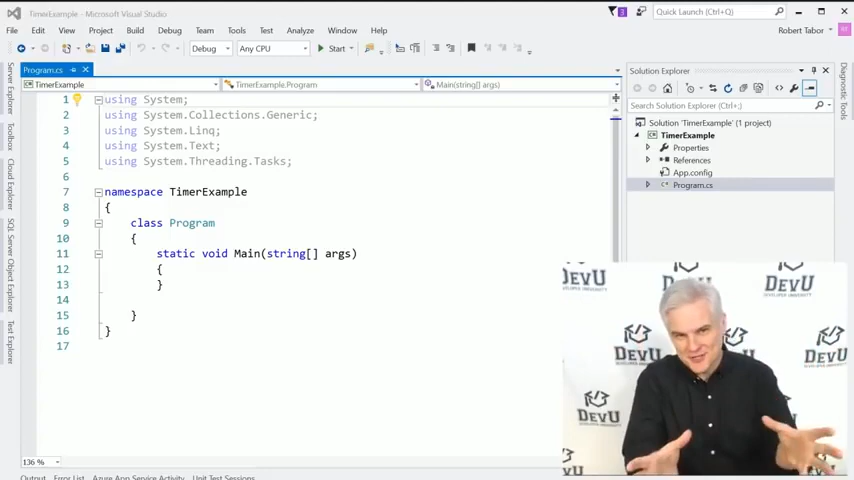 TimerExample - Microsoft Visual Studio
3
Quick Launch (Ctrl+Q)
File Edit View Project Build Debug Team Tools Test Analyze Window Help
Robert Tabor
RT
Debug Any CPU Start
Program.cs
TimerExample TimerExample.Program Main(string[] args)
1 using System;
2 using System.Collections.Generic;
3 using System.Linq;
4 using System.Text;
5 using System.Threading.Tasks;
6
7 namespace TimerExample
8 {
9 class Program
10 {
11 static void Main(string[] args)
12 {
13 }
14
15 }
16 }
17
136 %
Output Error List Azure App Service Activity Unit Test Sessions
Server Explorer
Toolbox
Cloud Explorer
SQL Server Object Explorer
Test Explorer
Solution Explorer
Search Solution Explorer (Ctrl+;)
Solution 'TimerExample' (1 project)
TimerExample
Properties
References
App.config
Program.cs
Diagnostic Tools
DEVU
DEVU
DEVELOPER UNIVERSITY
DEVU
DEVU
DEVU